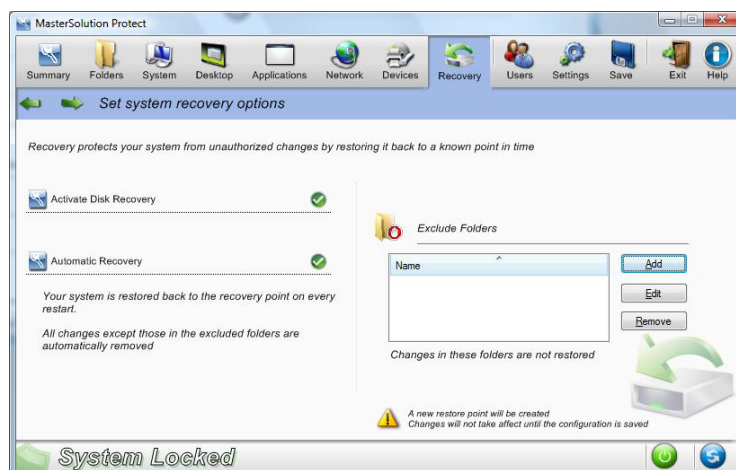 MasterSolution Protect
Summary Folders System Desktop Applications Network Devices Recovery Users Settings Save Exit Help
Set system recovery options
Recovery protects your system from unauthorized changes by restoring it back to a known point in time
Activate Disk Recovery
Automatic Recovery
Your system is restored back to the recovery point on every
restart.
All changes except those in the excluded folders are
automatically removed
Exclude Folders
Name
Add
Edit
Remove
Changes in these folders are not restored
A new restore point will be created
Changes will not take affect until the configuration is saved
System Locked